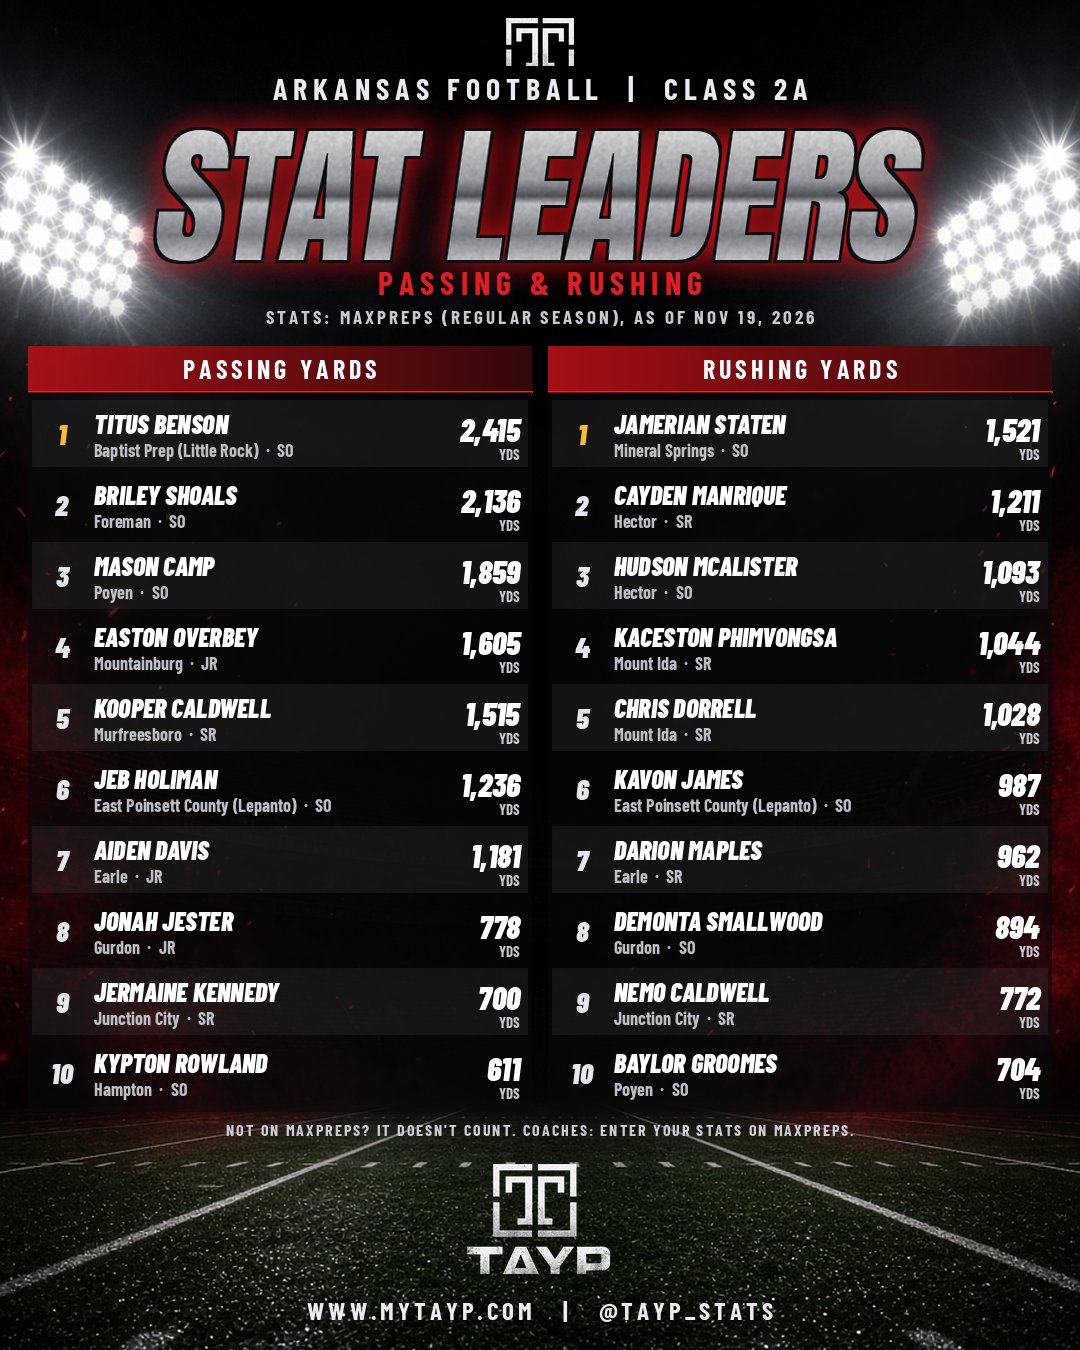 ARKANSAS FOOTBALL | CLASS 2A
STAT LEADERS
PASSING & RUSHING
STATS: MAXPREPS (REGULAR SEASON), AS OF NOV 19, 2026
PASSING YARDS
1 TITUS BENSON 2,415
Baptist Prep (Little Rock) · SO YDS
2 BRILEY SHOALS 2,136
Foreman · SO YDS
3 MASON CAMP 1,859
Poyen · SO YDS
4 EASTON OVERBEY 1,605
Mountainburg · JR YDS
5 KOOPER CALDWELL 1,515
Murfreesboro · SR YDS
6 JEB HOLIMAN 1,236
East Poinsett County (Lepanto) · SO YDS
7 AIDEN DAVIS 1,181
Earle · JR YDS
8 JONAH JESTER 778
Gurdon · JR YDS
9 JERMAINE KENNEDY 700
Junction City · SR YDS
10 KYPTON ROWLAND 611
Hampton · SO YDS
RUSHING YARDS
1 JAMERIAN STATEN 1,521
Mineral Springs · SO YDS
2 CAYDEN MANRIQUE 1,211
Hector · SR YDS
3 HUDSON MCALISTER 1,093
Hector · SO YDS
4 KACESTON PHIMVONGSA 1,044
Mount Ida · SR YDS
5 CHRIS DORRELL 1,028
Mount Ida · SR YDS
6 KAVON JAMES 987
East Poinsett County (Lepanto) · SO YDS
7 DARION MAPLES 962
Earle · SR YDS
8 DEMONTA SMALLWOOD 894
Gurdon · SO YDS
9 NEMO CALDWELL 772
Junction City · SR YDS
10 BAYLOR GROOMES 704
Poyen · SO YDS
NOT ON MAXPREPS? IT DOESN'T COUNT. COACHES: ENTER YOUR STATS ON MAXPREPS.
TAYP
WWW.MYTAYP.COM | @TAYP_STATS